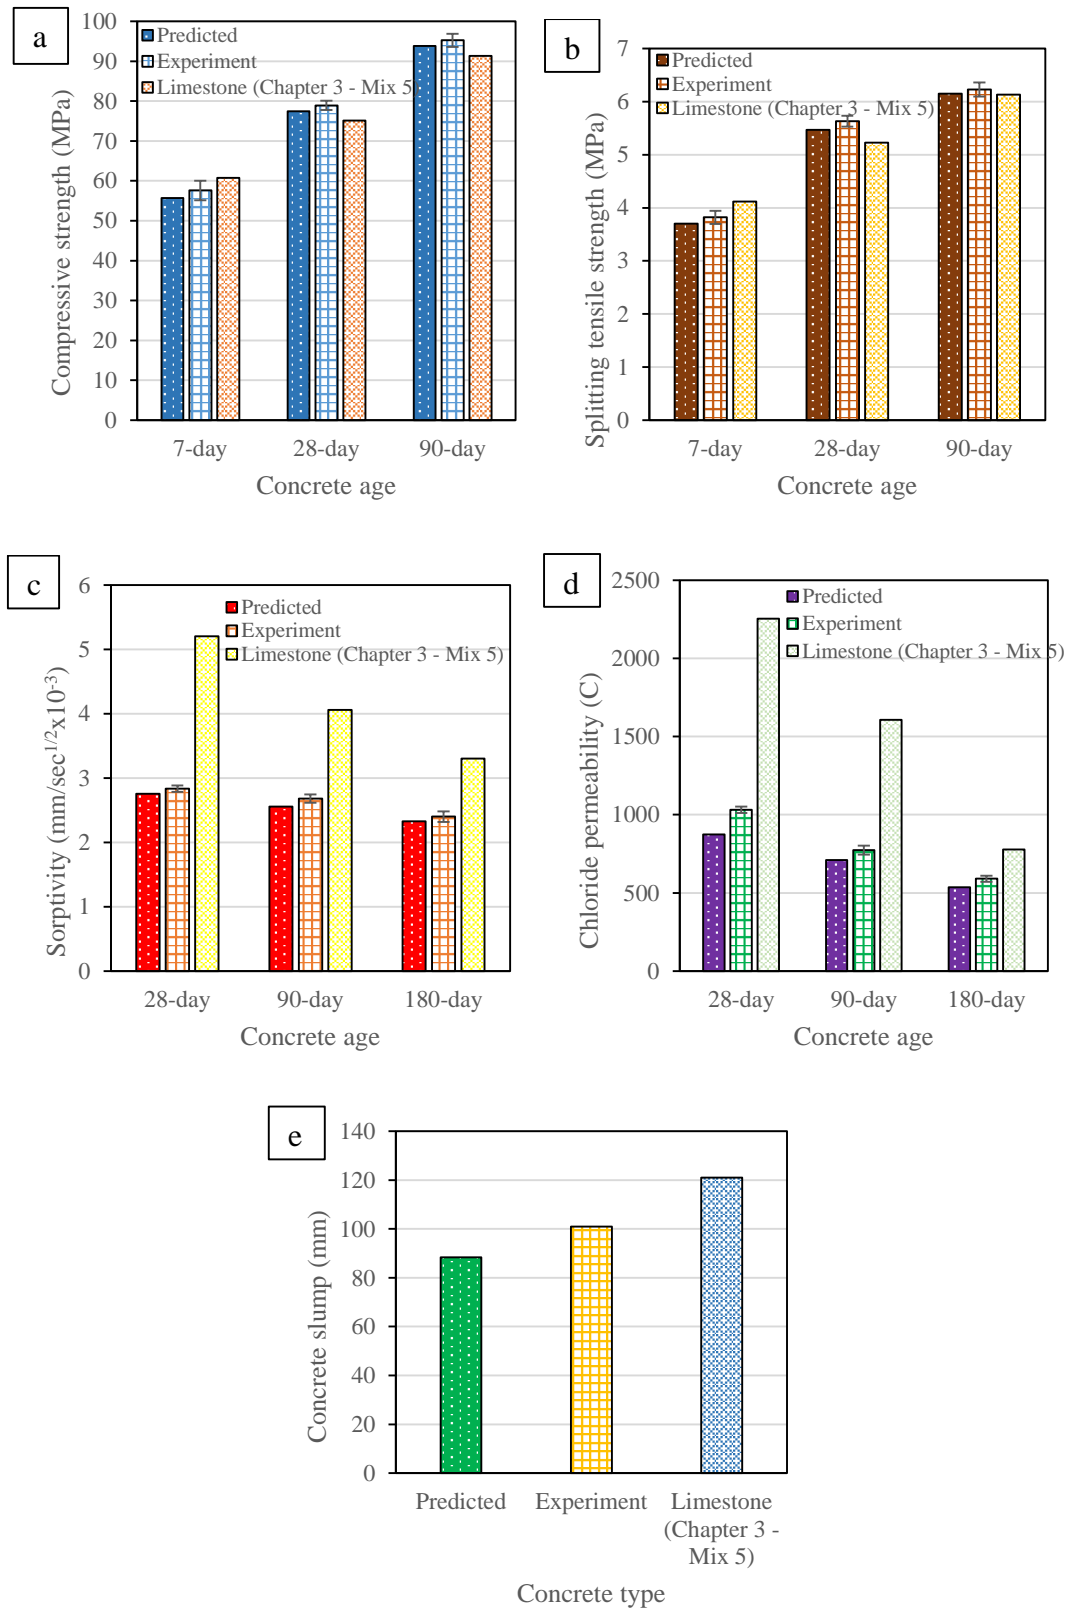 a
100
90
80
70
60
50
40
30
20
10
0
Compressive strength (MPa)
Predicted
Experiment
Limestone (Chapter 3 - Mix 5
7-day 28-day 90-day
Concrete age
b
7
6
5
4
3
2
1
0
Splitting tensile strength (MPa)
Predicted
Experiment
Limestone (Chapter 3 - Mix 5)
7-day 28-day 90-day
Concrete age
c
6
5
4
3
2
1
0
Sorptivity (mm/sec^1/2x10^-3)
Predicted
Experiment
Limestone (Chapter 3 - Mix 5)
28-day 90-day 180-day
Concrete age
d
2500
2000
1500
1000
500
0
Chloride permeability (C)
Predicted
Experiment
Limestone (Chapter 3 - Mix 5)
28-day 90-day 180-day
Concrete age
e
140
120
100
80
60
40
20
0
Concrete slump (mm)
Predicted Experiment Limestone
(Chapter 3 -
Mix 5)
Concrete type